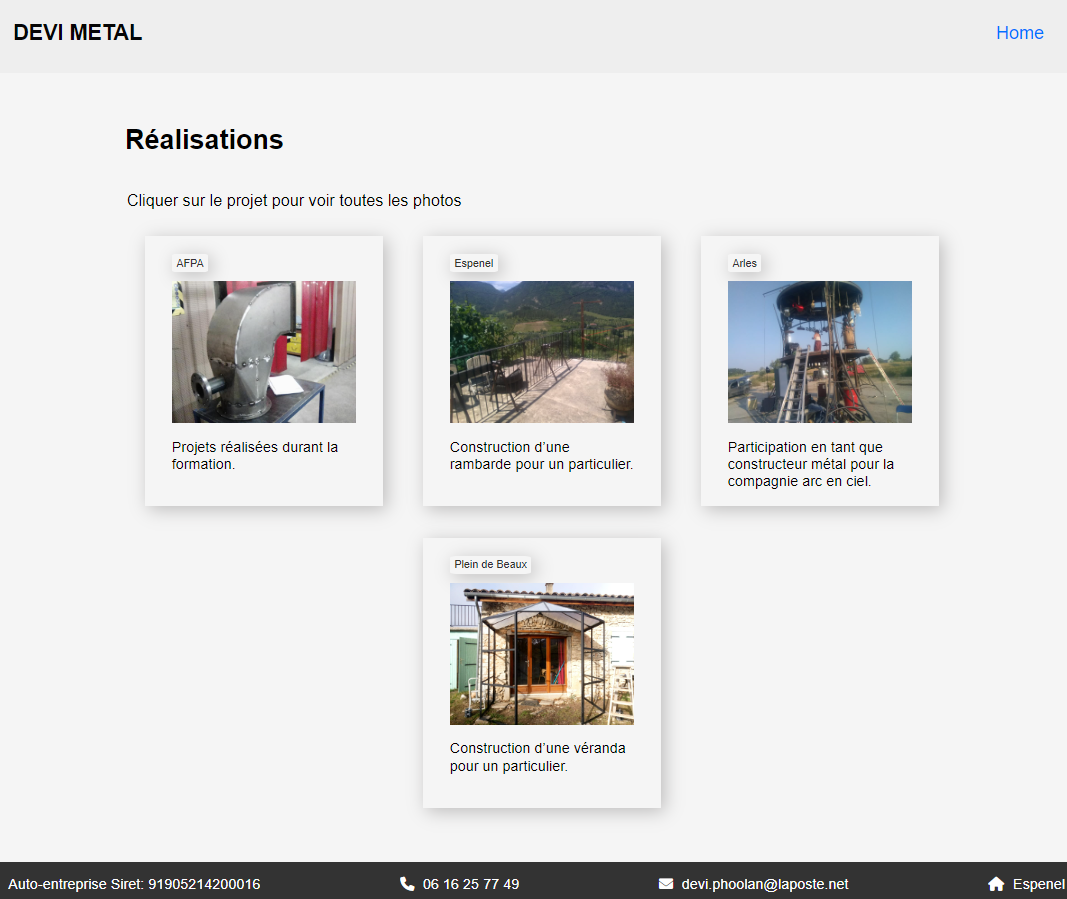 DEVI METAL
Home
Réalisations
Cliquer sur le projet pour voir toutes les photos
AFPA
Projets réalisées durant la
formation.
Espenel
Construction d’une
rambarde pour un particulier.
Arles
Participation en tant que
constructeur métal pour la
compagnie arc en ciel.
Plein de Beaux
Construction d’une véranda
pour un particulier.
Auto-entreprise Siret: 91905214200016
06 16 25 77 49
devi.phoolan@laposte.net
Espenel